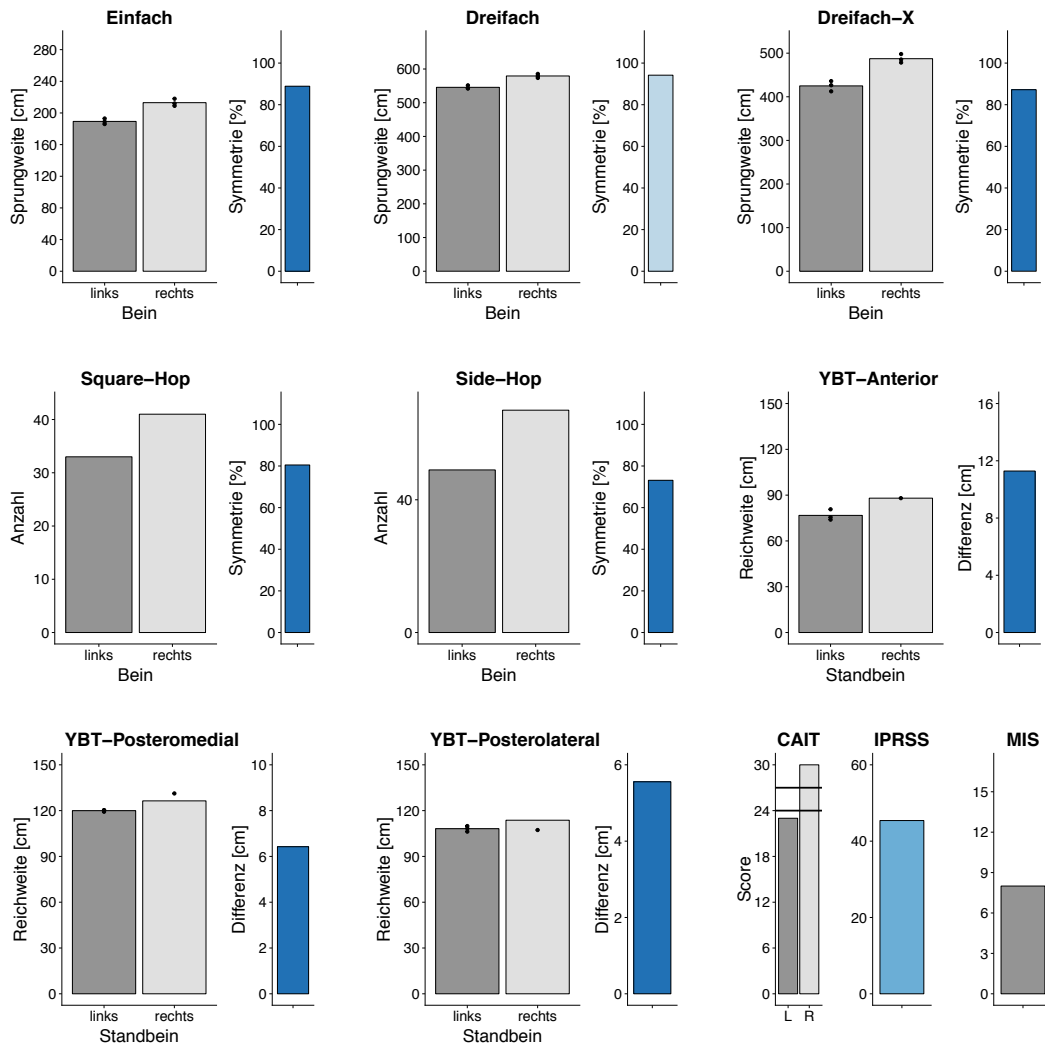 Einfach
Sprungweite [cm]
280
240
200
160
120
80
40
0
links rechts
Bein
Symmetrie [%]
100
80
60
40
20
0
Dreifach
Sprungweite [cm]
600
500
400
300
200
100
0
links rechts
Bein
Symmetrie [%]
100
80
60
40
20
0
Dreifach−X
Sprungweite [cm]
500
400
300
200
100
0
links rechts
Bein
Symmetrie [%]
100
80
60
40
20
0
Square−Hop
Anzahl
40
30
20
10
0
links rechts
Bein
Symmetrie [%]
100
80
60
40
20
0
Side−Hop
Anzahl
40
0
links rechts
Bein
Symmetrie [%]
100
80
60
40
20
0
YBT−Anterior
Reichweite [cm]
150
120
90
60
30
0
links rechts
Standbein
Differenz [cm]
16
12
8
4
0
YBT−Posteromedial
Reichweite [cm]
150
120
90
60
30
0
links rechts
Standbein
Differenz [cm]
10
8
6
4
2
0
YBT−Posterolateral
Reichweite [cm]
150
120
90
60
30
0
links rechts
Standbein
Differenz [cm]
6
4
2
0
CAIT
Score
30
24
18
12
6
0
L R
IPRSS
60
40
20
0
MIS
15
12
9
6
3
0